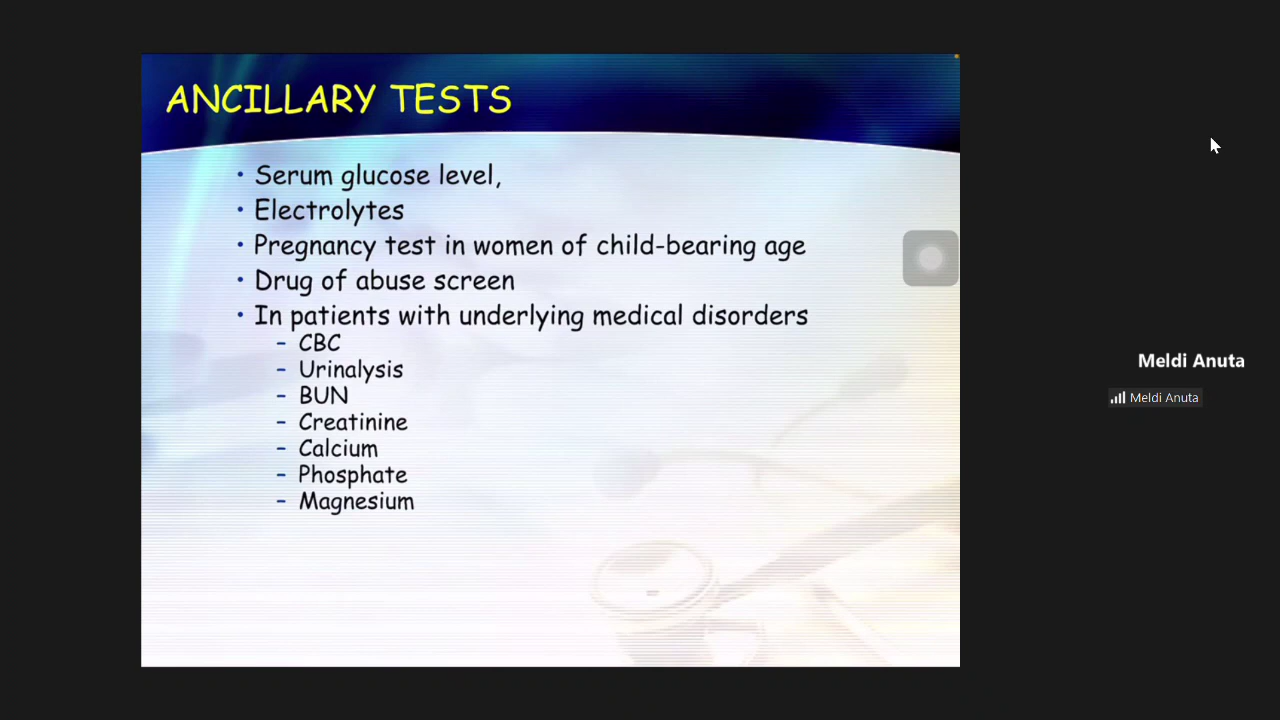 ANCILLARY TESTS
• Serum glucose level,
• Electrolytes
• Pregnancy test in women of child-bearing age
• Drug of abuse screen
• In patients with underlying medical disorders
– CBC
– Urinalysis
– BUN
– Creatinine
– Calcium
– Phosphate
– Magnesium
Meldi Anuta
Meldi Anuta